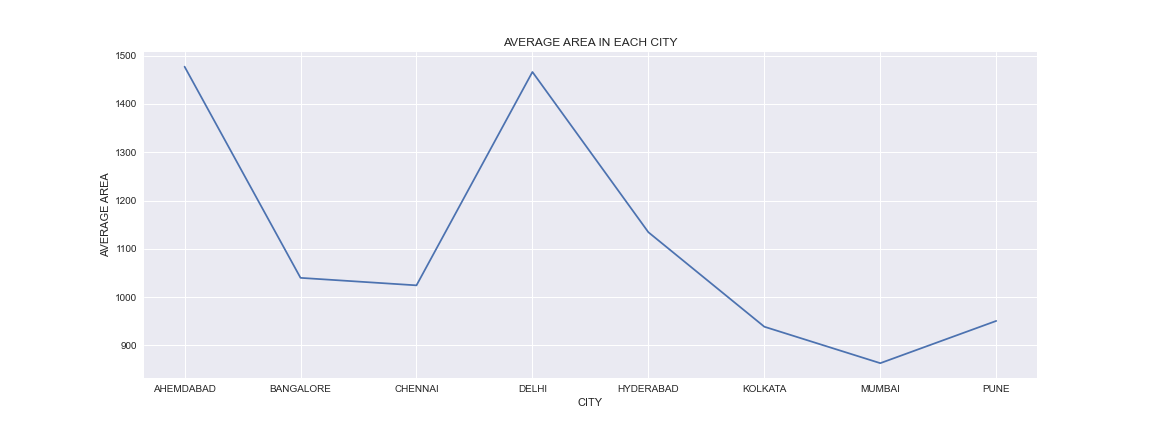 AVERAGE AREA IN EACH CITY
1500
1400
1300
1200
1100
1000
900
AVERAGE AREA
AHEMDABAD BANGALORE CHENNAI DELHI HYDERABAD KOLKATA MUMBAI PUNE
CITY